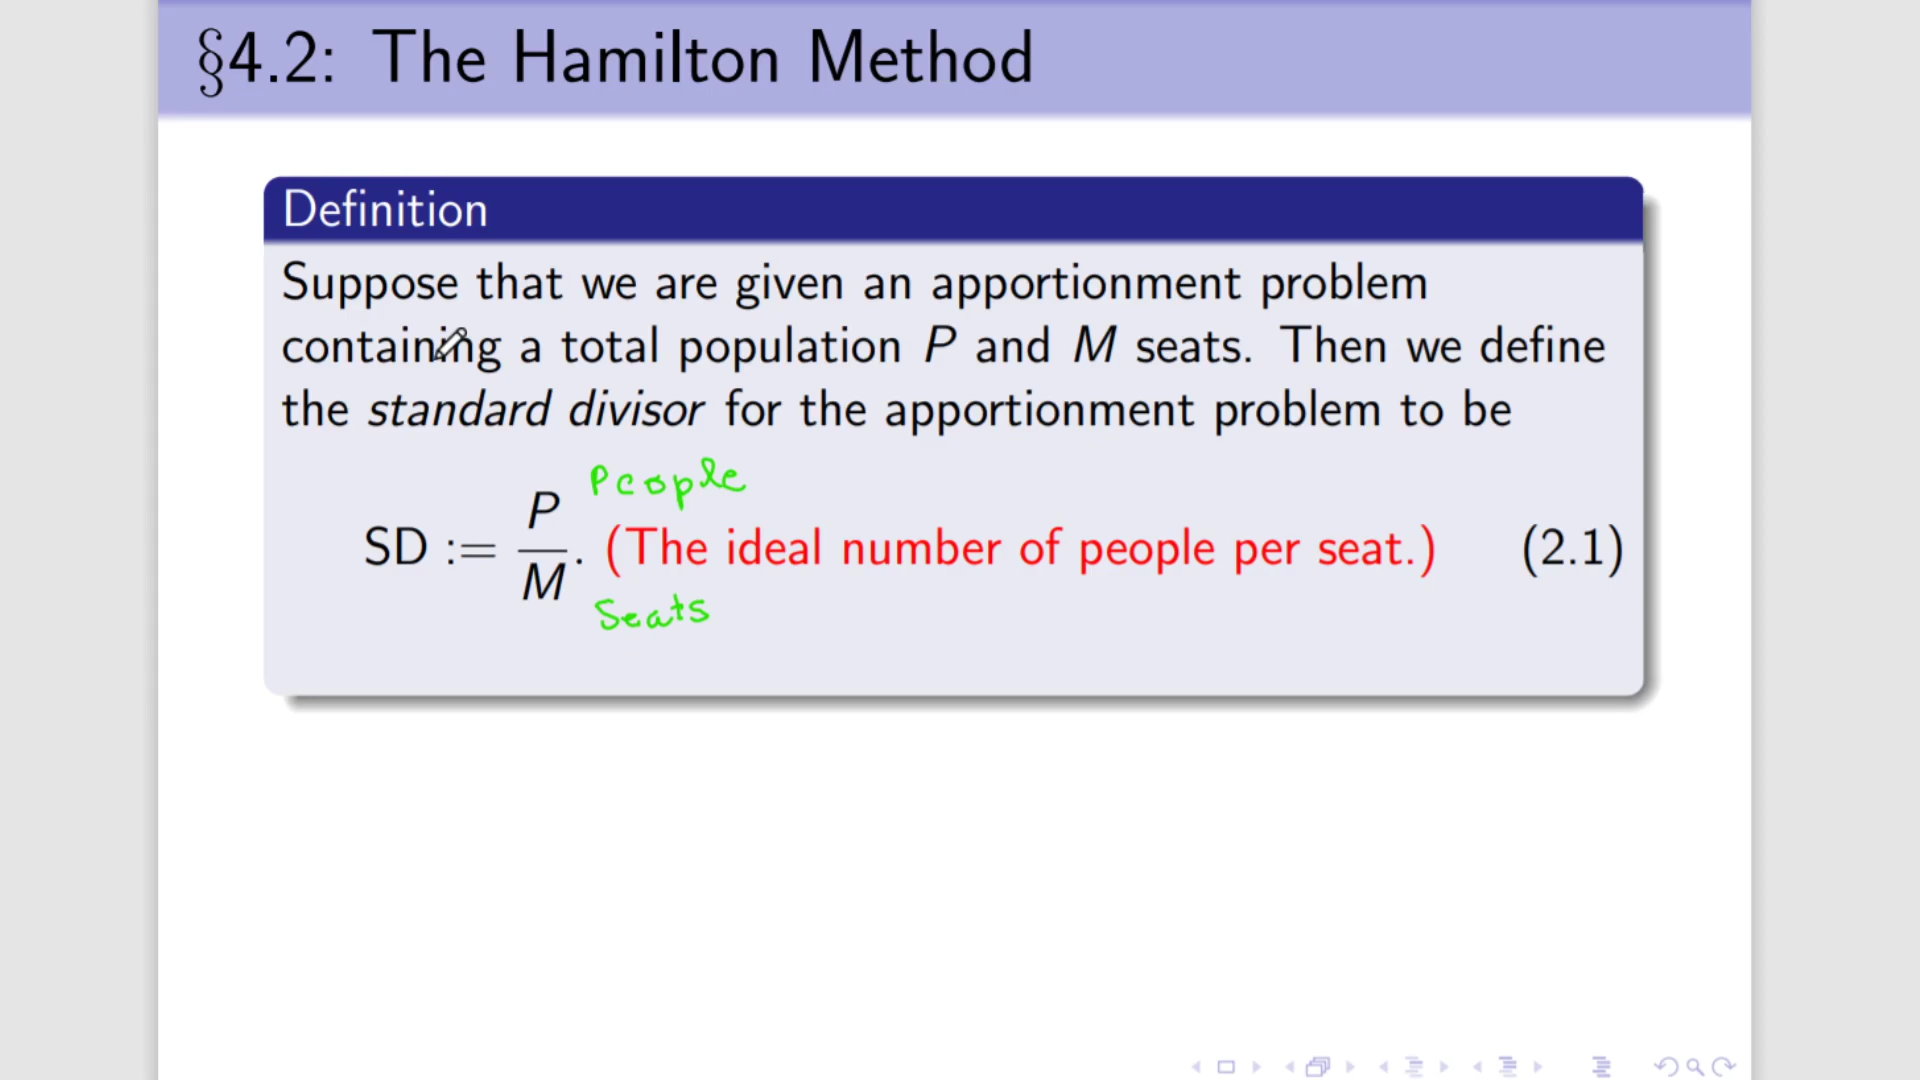 §4.2: The Hamilton Method
Definition
Suppose that we are given an apportionment problem
containing a total population P and M seats. Then we define
the standard divisor for the apportionment problem to be
People
SD := P/M. (The ideal number of people per seat.) (2.1)
Seats